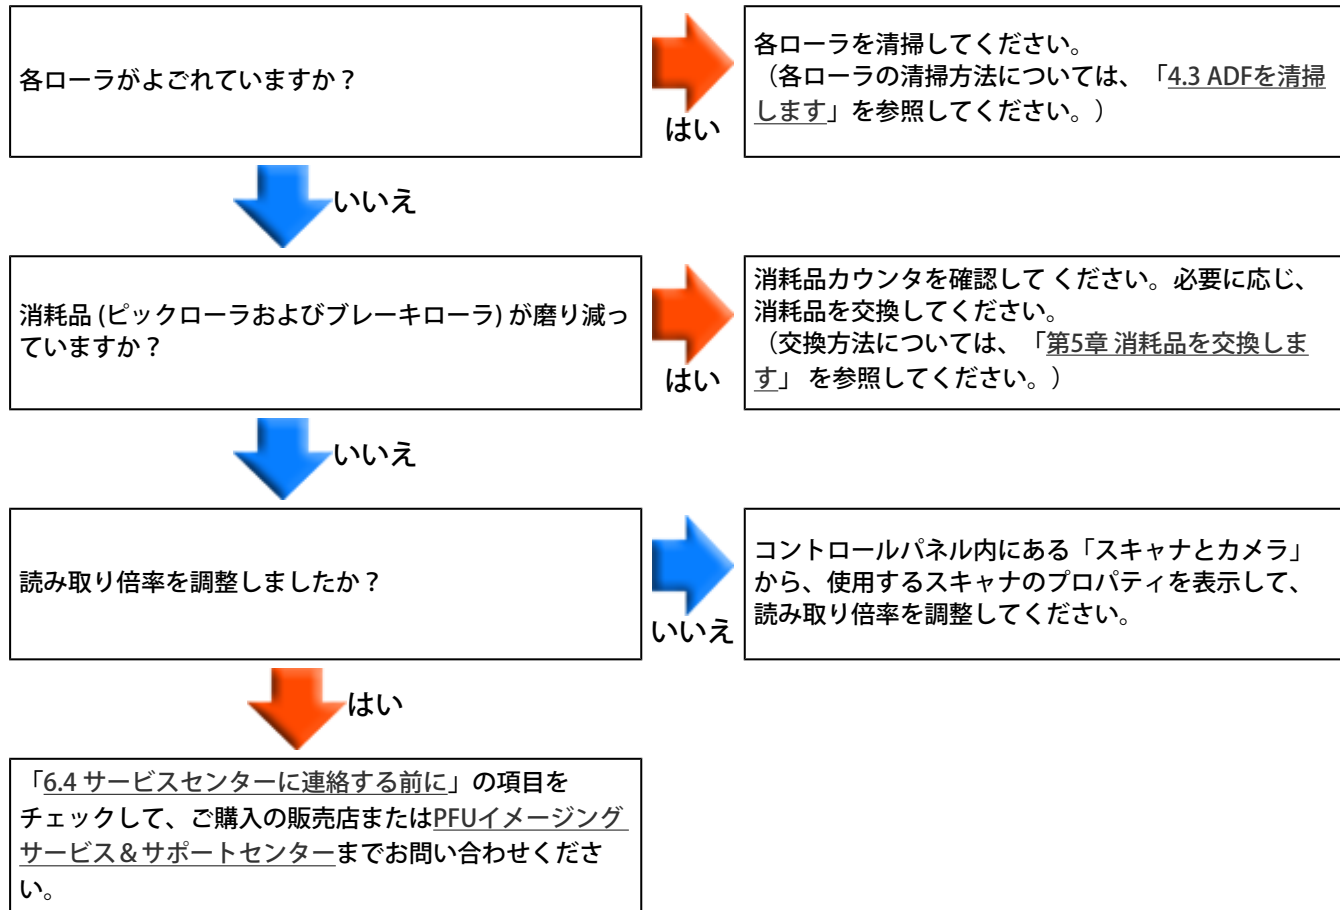 各ローラがよごれていますか？
はい
各ローラを清掃してください。
（各ローラの清掃方法については、「4.3 ADFを清掃
します」を参照してください。）
いいえ
消耗品 (ピックローラおよびブレーキローラ) が磨り減っ
ていますか？
はい
消耗品カウンタを確認して ください。必要に応じ、
消耗品を交換してください。
（交換方法については、「第5章 消耗品を交換しま
す」 を参照してください。）
いいえ
読み取り倍率を調整しましたか？
いいえ
コントロールパネル内にある「スキャナとカメラ」
から、使用するスキャナのプロパティを表示して、
読み取り倍率を調整してください。
はい
「6.4 サービスセンターに連絡する前に」の項目を
チェックして、ご購入の販売店またはPFUイメージング
サービス＆サポートセンターまでお問い合わせくださ
い。